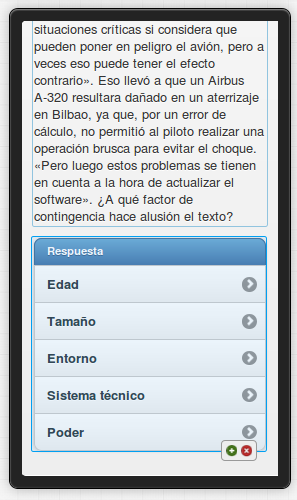 situaciones críticas si considera que
pueden poner en peligro el avión, pero a
veces eso puede tener el efecto
contrario». Eso llevó a que un Airbus
A-320 resultara dañado en un aterrizaje
en Bilbao, ya que, por un error de
cálculo, no permitió al piloto realizar una
operación brusca para evitar el choque.
«Pero luego estos problemas se tienen
en cuenta a la hora de actualizar el
software». ¿A qué factor de
contingencia hace alusión el texto?
Respuesta
Edad
Tamaño
Entorno
Sistema técnico
Poder